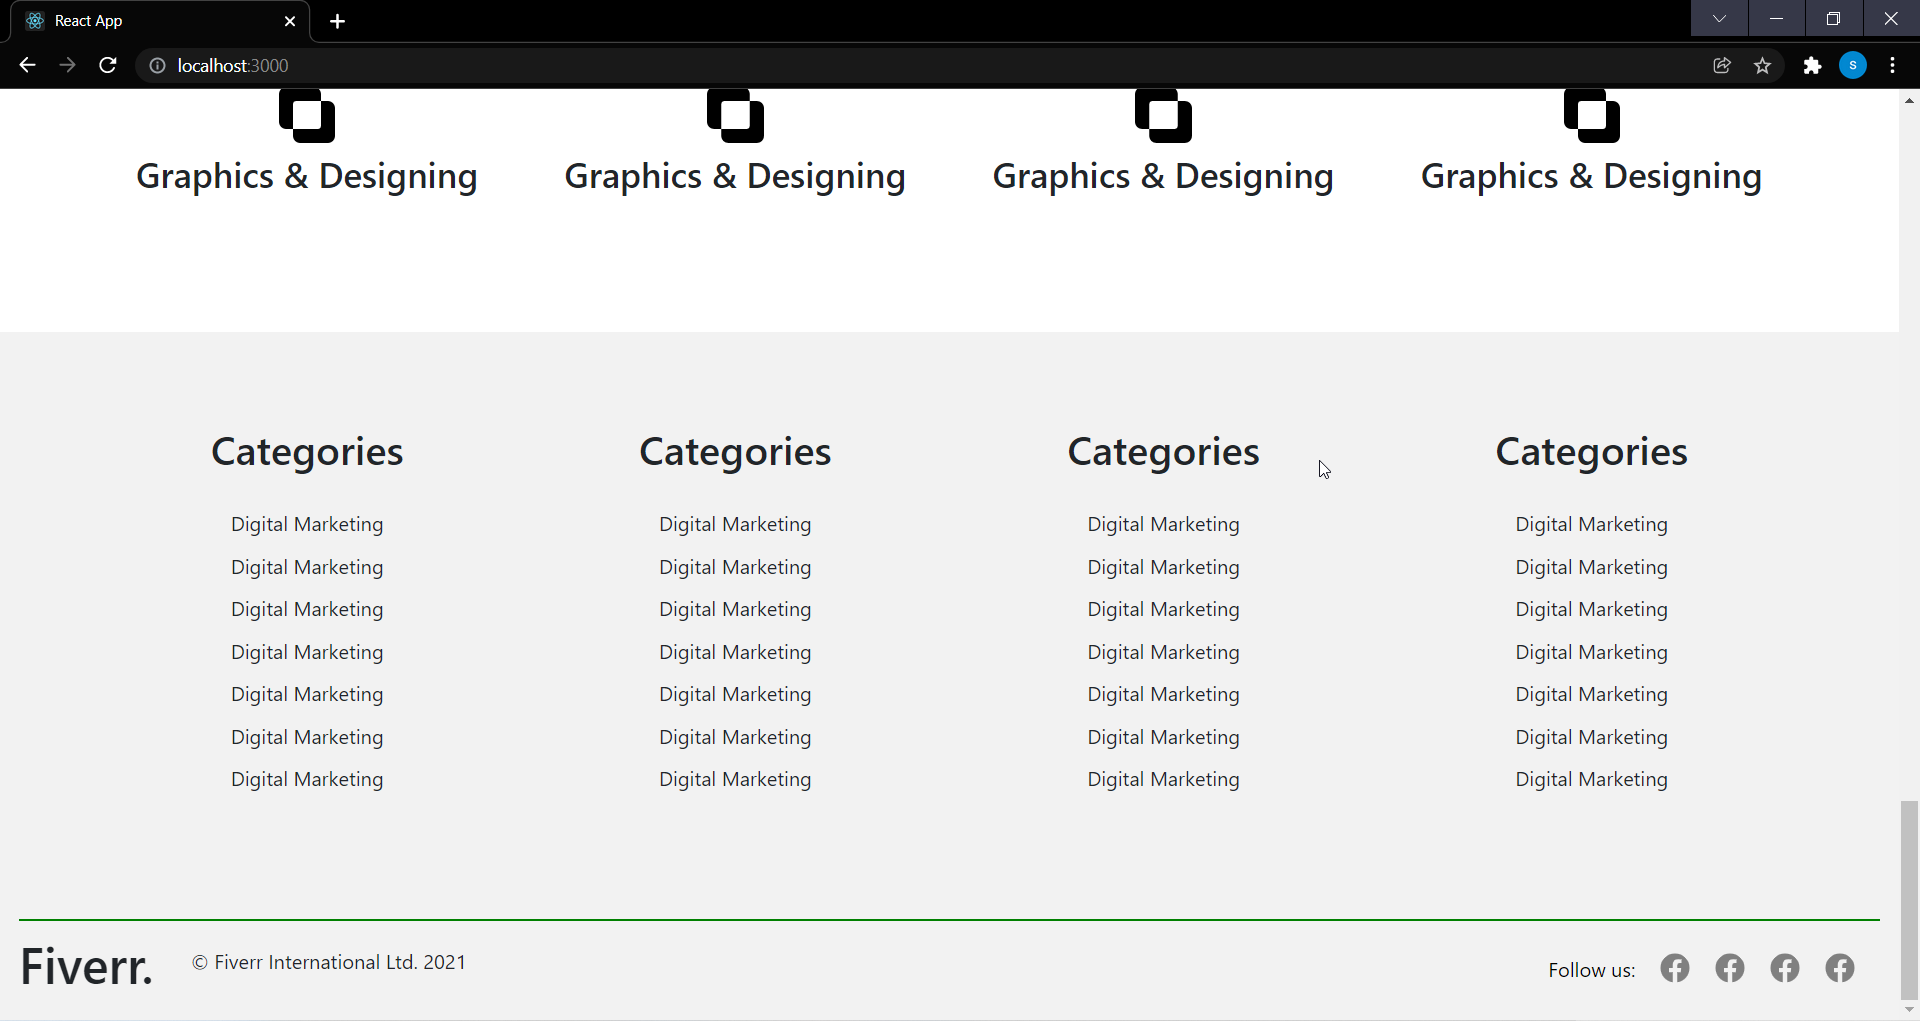 React App
localhost:3000
S
Graphics & Designing Graphics & Designing Graphics & Designing Graphics & Designing
Categories Categories Categories Categories
Digital Marketing Digital Marketing Digital Marketing Digital Marketing
Digital Marketing Digital Marketing Digital Marketing Digital Marketing
Digital Marketing Digital Marketing Digital Marketing Digital Marketing
Digital Marketing Digital Marketing Digital Marketing Digital Marketing
Digital Marketing Digital Marketing Digital Marketing Digital Marketing
Digital Marketing Digital Marketing Digital Marketing Digital Marketing
Digital Marketing Digital Marketing Digital Marketing Digital Marketing
Fiverr. © Fiverr International Ltd. 2021 Follow us: